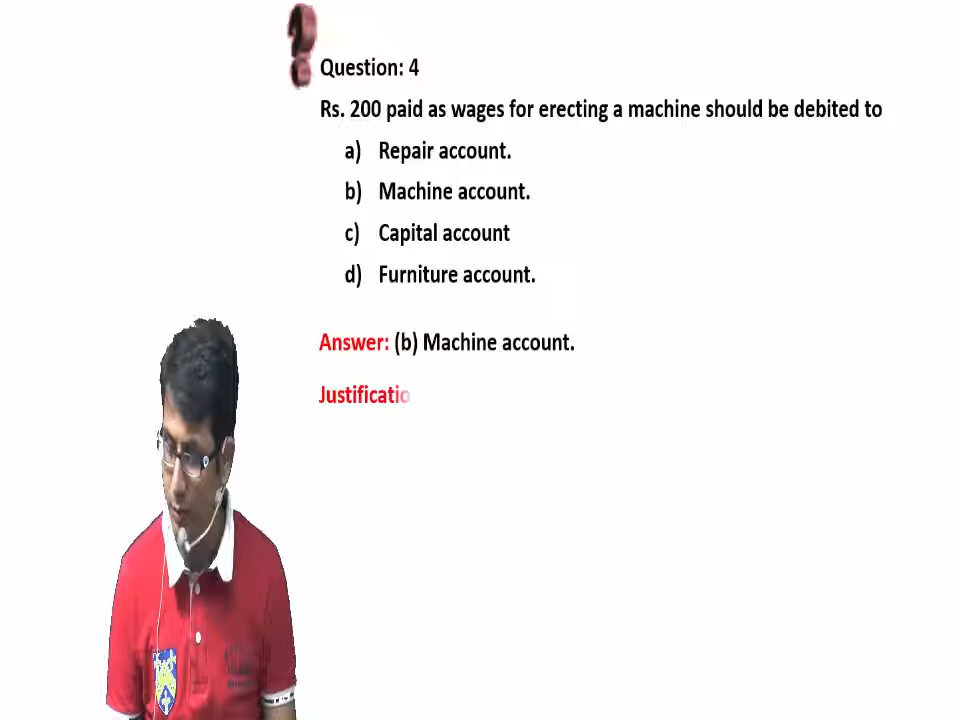 Question: 4
Rs. 200 paid as wages for erecting a machine should be debited to
a) Repair account.
b) Machine account.
c) Capital account
d) Furniture account.
Answer: (b) Machine account.
Justificatio